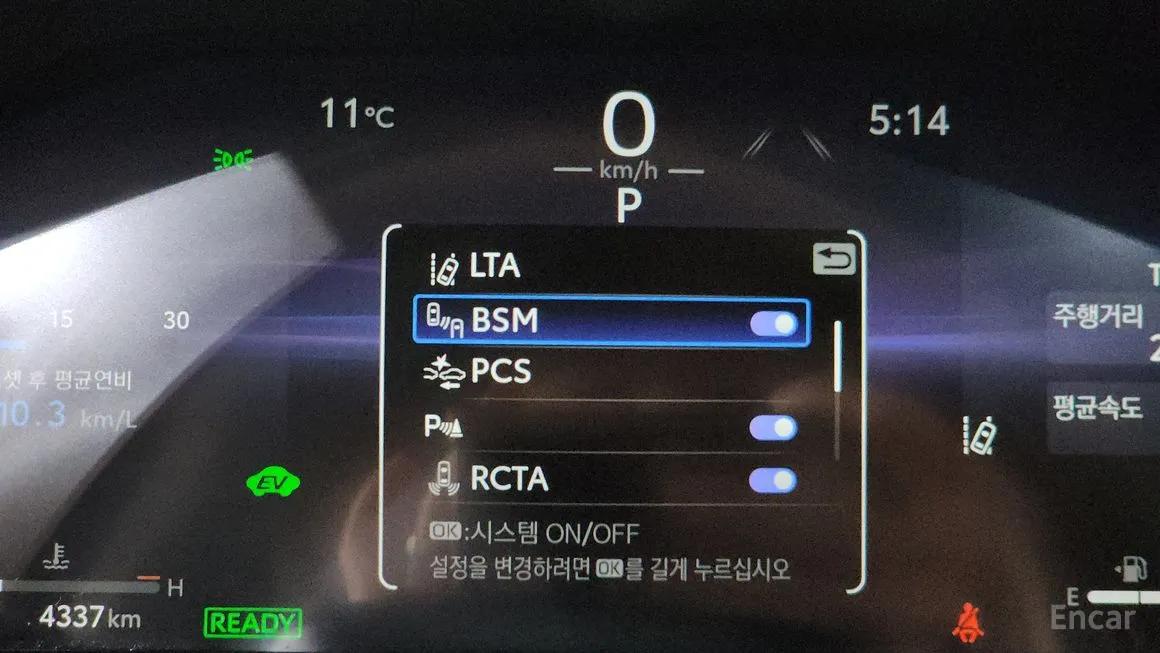 11°C
0
5:14
km/h
P
LTA
BSM
15
30
주행거리
PCS
셋 후 평균연비
10.3 km/L
평균속도
P
RCTA
EV
OK:시스템 ON/OFF
설정을 변경하려면 OK를 길게 누르십시오
H
E
4337km
READY
Encar